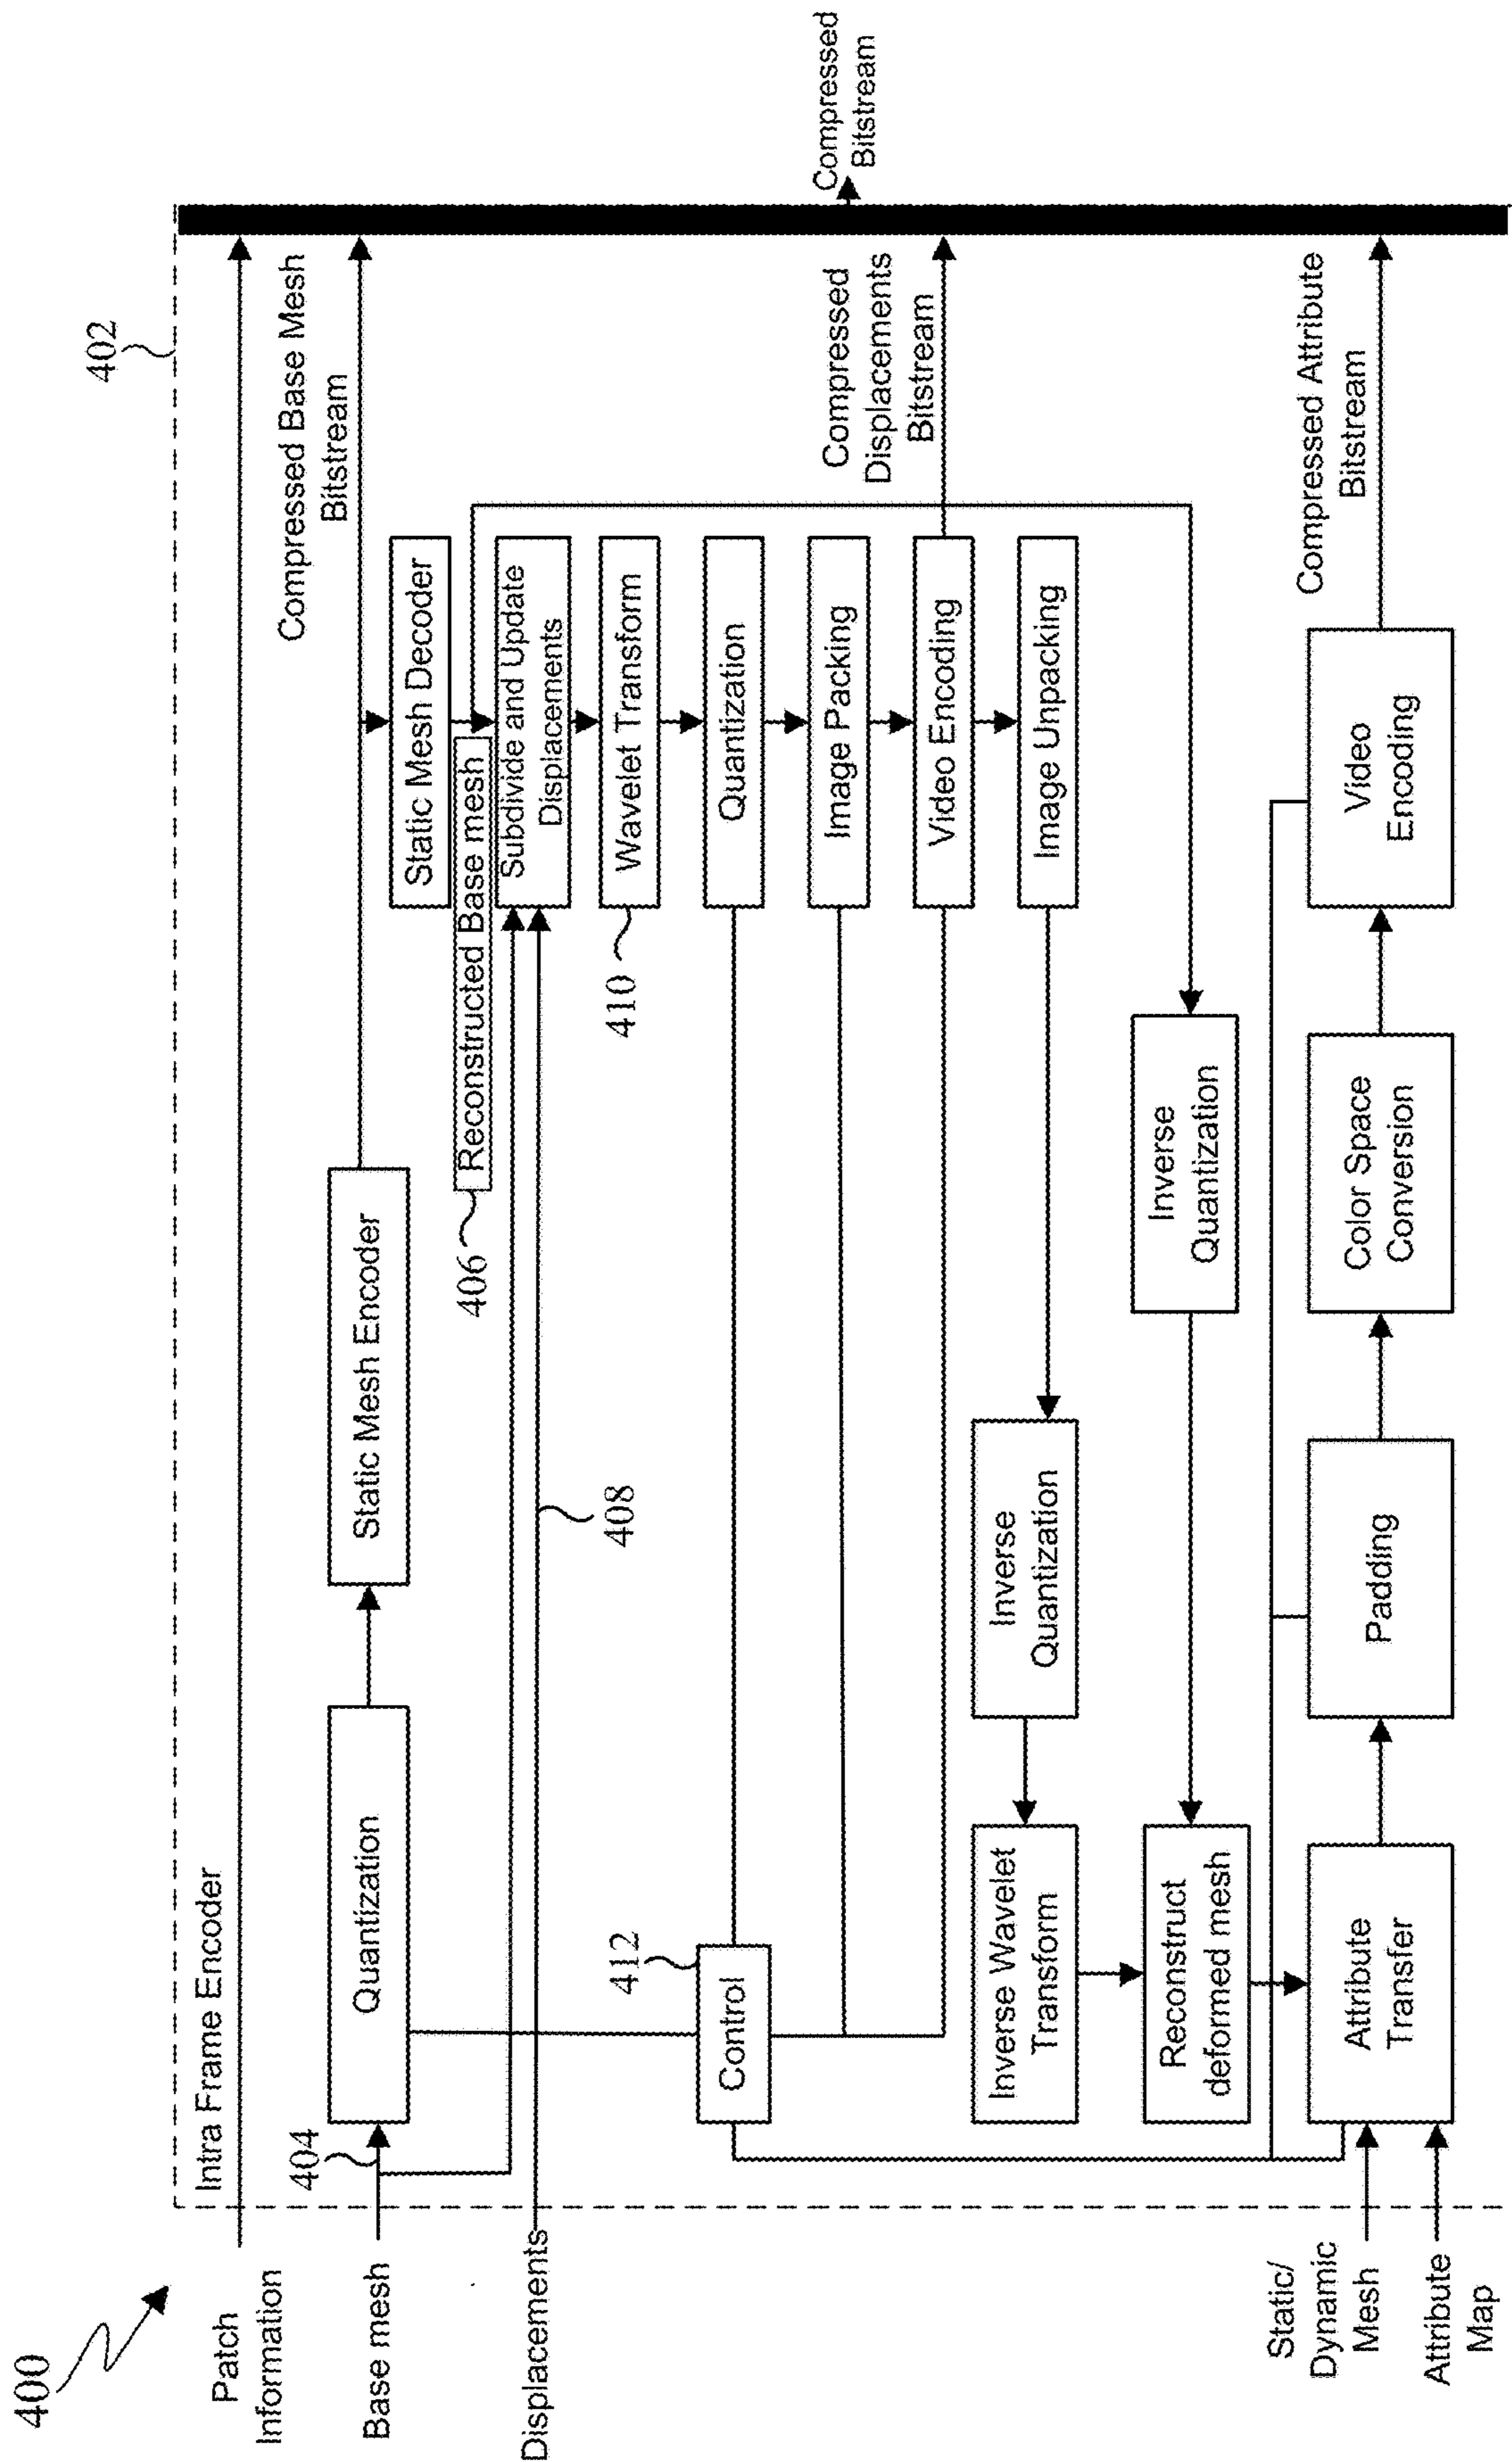 400
402
Intra Frame Encoder
Patch
Information
Base mesh
404
Quantization
Static Mesh Encoder
Compressed Base Mesh
Bitstream
Static Mesh Decoder
406
Reconstructed Base mesh
Displacements
408
Subdivide and Update
Displacements
410
Wavelet Transform
412
Control
Quantization
Image Packing
Video Encoding
Compressed
Displacements
Bitstream
Compressed
Bitstream
Image Unpacking
Inverse
Quantization
Inverse Wavelet
Transform
Inverse
Quantization
Reconstruct
deformed mesh
Static/
Dynamic
Mesh
Attribute
Map
Attribute
Transfer
Padding
Color Space
Conversion
Video
Encoding
Compressed Attribute
Bitstream